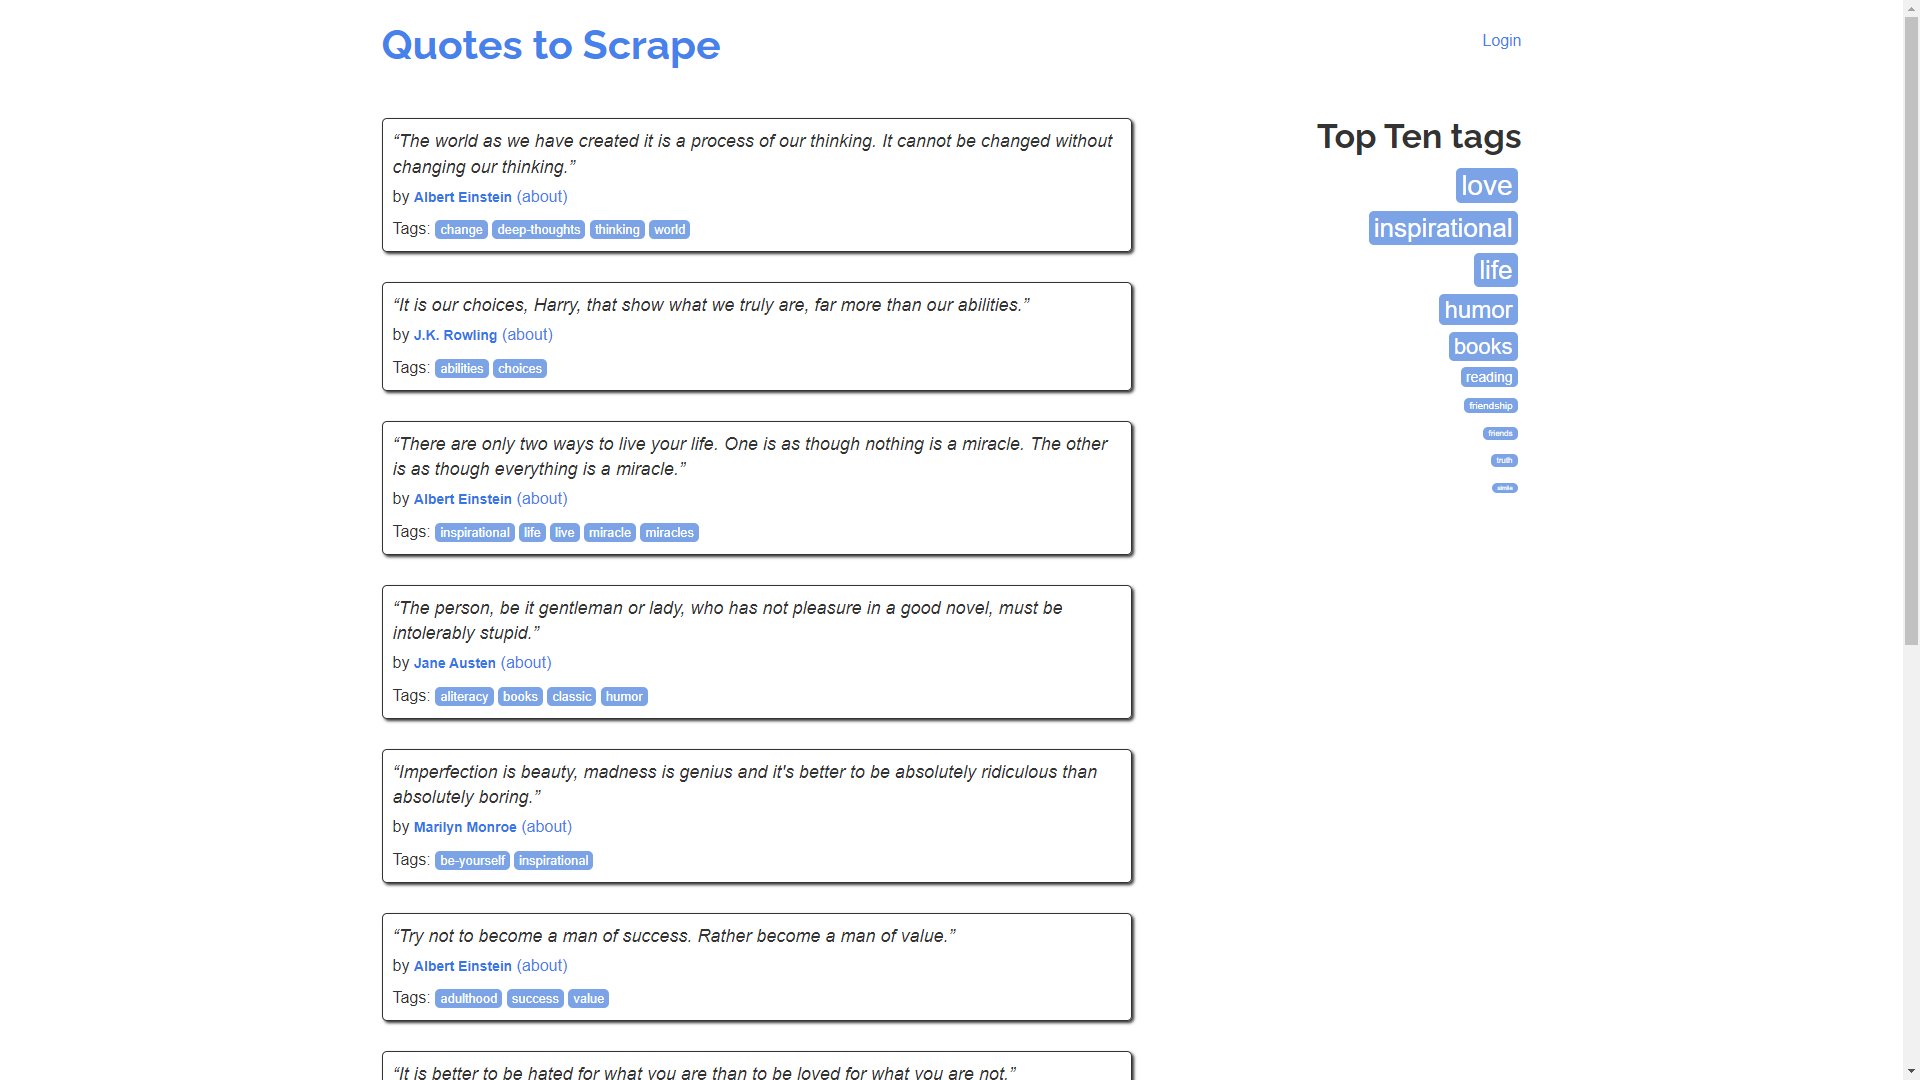 Quotes to Scrape
Login
“The world as we have created it is a process of our thinking. It cannot be changed without
changing our thinking.”
by Albert Einstein (about)
Tags: change deep-thoughts thinking world
“It is our choices, Harry, that show what we truly are, far more than our abilities.”
by J.K. Rowling (about)
Tags: abilities choices
“There are only two ways to live your life. One is as though nothing is a miracle. The other
is as though everything is a miracle.”
by Albert Einstein (about)
Tags: inspirational life live miracle miracles
“The person, be it gentleman or lady, who has not pleasure in a good novel, must be
intolerably stupid.”
by Jane Austen (about)
Tags: aliteracy books classic humor
“Imperfection is beauty, madness is genius and it's better to be absolutely ridiculous than
absolutely boring.”
by Marilyn Monroe (about)
Tags: be-yourself inspirational
“Try not to become a man of success. Rather become a man of value.”
by Albert Einstein (about)
Tags: adulthood success value
“It is better to be hated for what you are than to be loved for what you are not.”
Top Ten tags
love
inspirational
life
humor
books
reading
friendship
friends
truth
simile